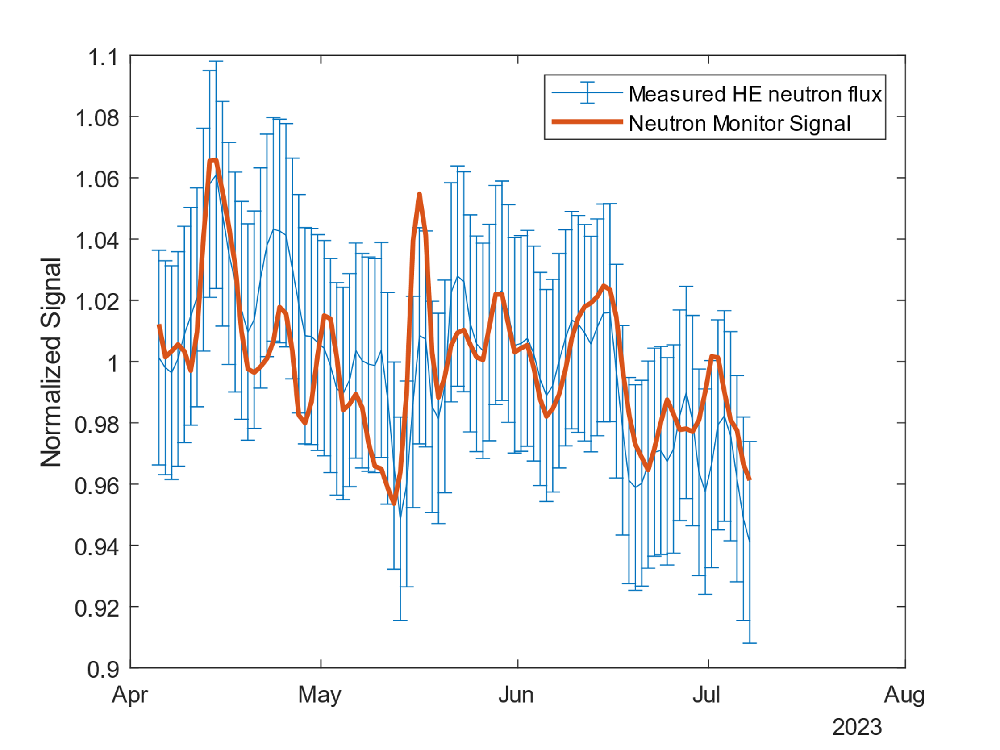 Measured HE neutron flux
Neutron Monitor Signal
Normalized Signal
1.1
1.08
1.06
1.04
1.02
1
0.98
0.96
0.94
0.92
0.9
Apr
May
Jun
Jul
Aug
2023